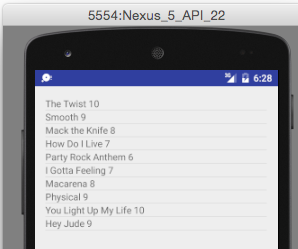 5554:Nexus_5_API_22
3G 6:28
The Twist 10
Smooth 9
Mack the Knife 8
How Do I Live 7
Party Rock Anthem 6
I Gotta Feeling 7
Macarena 8
Physical 9
You Light Up My Life 10
Hey Jude 9